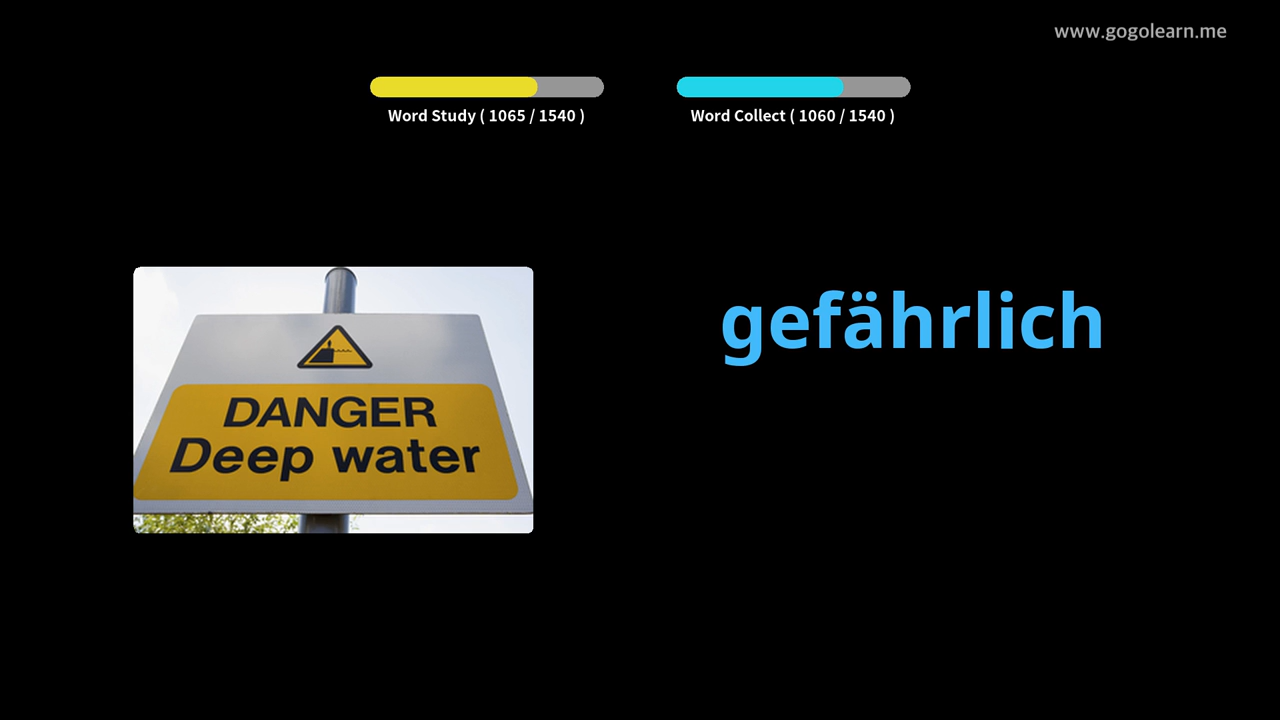 www.gogolearn.me
Word Study ( 1065 / 1540 )
Word Collect ( 1060 / 1540 )
DANGER
Deep water
gefährlich